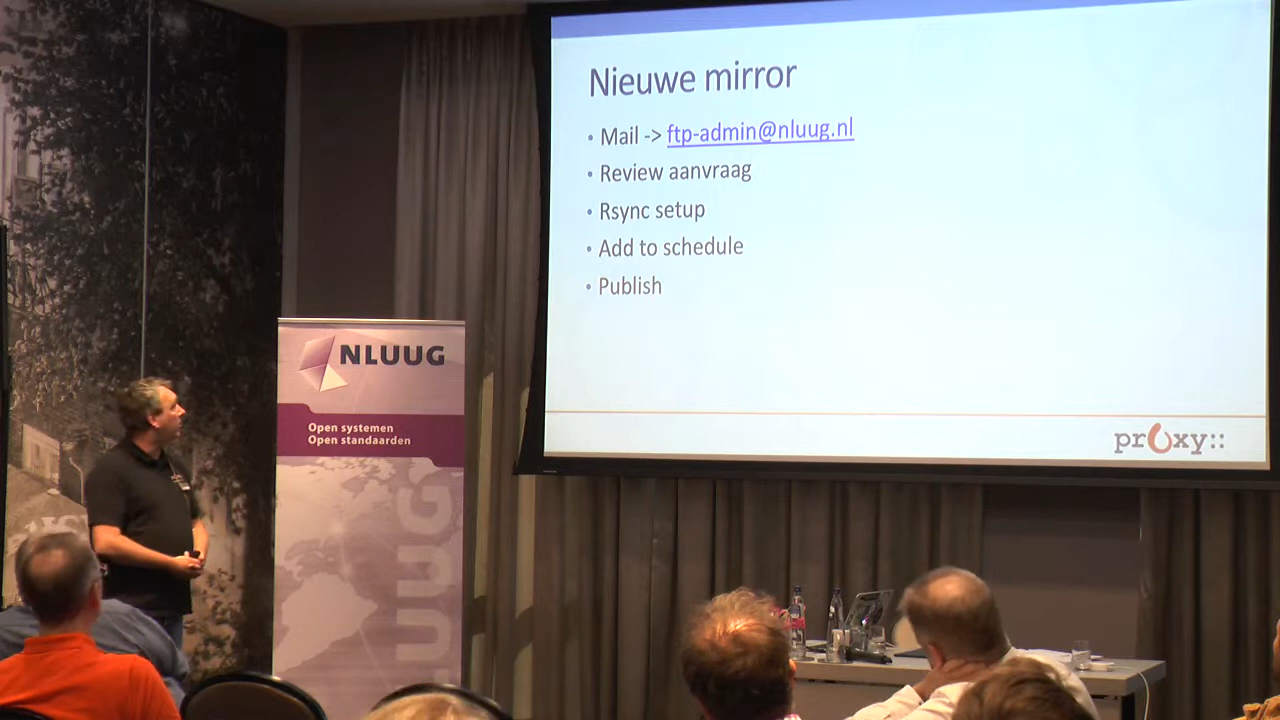 Nieuwe mirror
• Mail -> ftp-admin@nluug.nl
• Review aanvraag
• Rsync setup
• Add to schedule
• Publish
prOxy::
NLUUG
Open systemen
Open standaarden
NLUUG